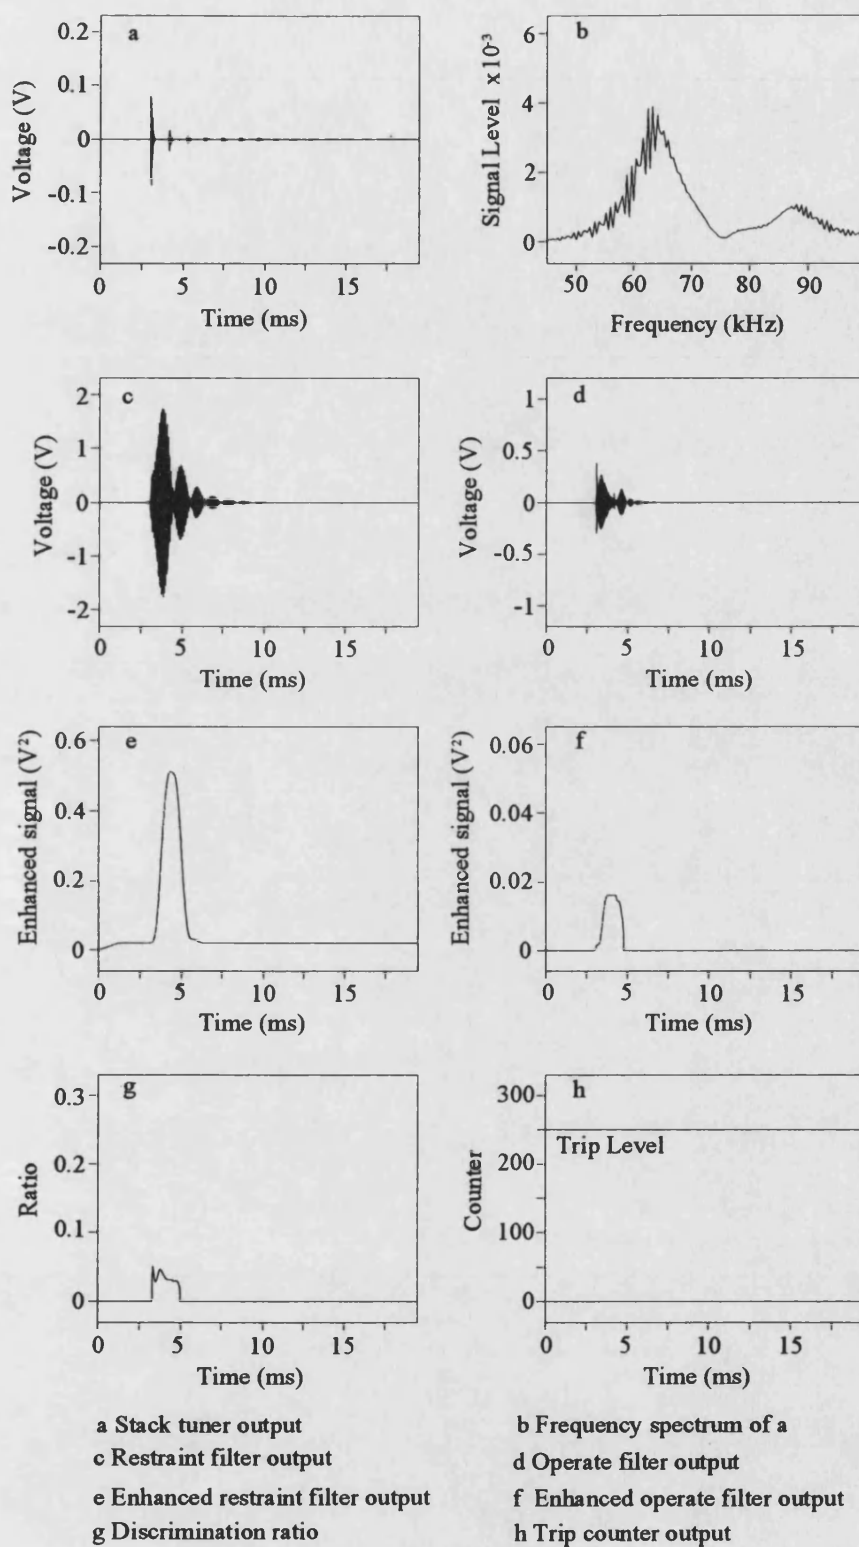 a
0.2
0.1
0
-0.1
-0.2
Voltage (V)
0 5 10 15
Time (ms)
b
Signal Level x10-3
6
4
2
0
50 60 70 80 90
Frequency (kHz)
c
2
1
0
-1
-2
Voltage (V)
0 5 10 15
Time (ms)
d
1
0.5
0
-0.5
-1
Voltage (V)
0 5 10 15
Time (ms)
e
0.6
0.4
0.2
0
Enhanced signal (V²)
0 5 10 15
Time (ms)
f
0.06
0.04
0.02
0
Enhanced signal (V²)
0 5 10 15
Time (ms)
g
0.3
0.2
0.1
0
Ratio
0 5 10 15
Time (ms)
h
300
200
100
0
Trip Level
Counter
0 5 10 15
Time (ms)
a Stack tuner output
b Frequency spectrum of a
c Restraint filter output
d Operate filter output
e Enhanced restraint filter output
f Enhanced operate filter output
g Discrimination ratio
h Trip counter output